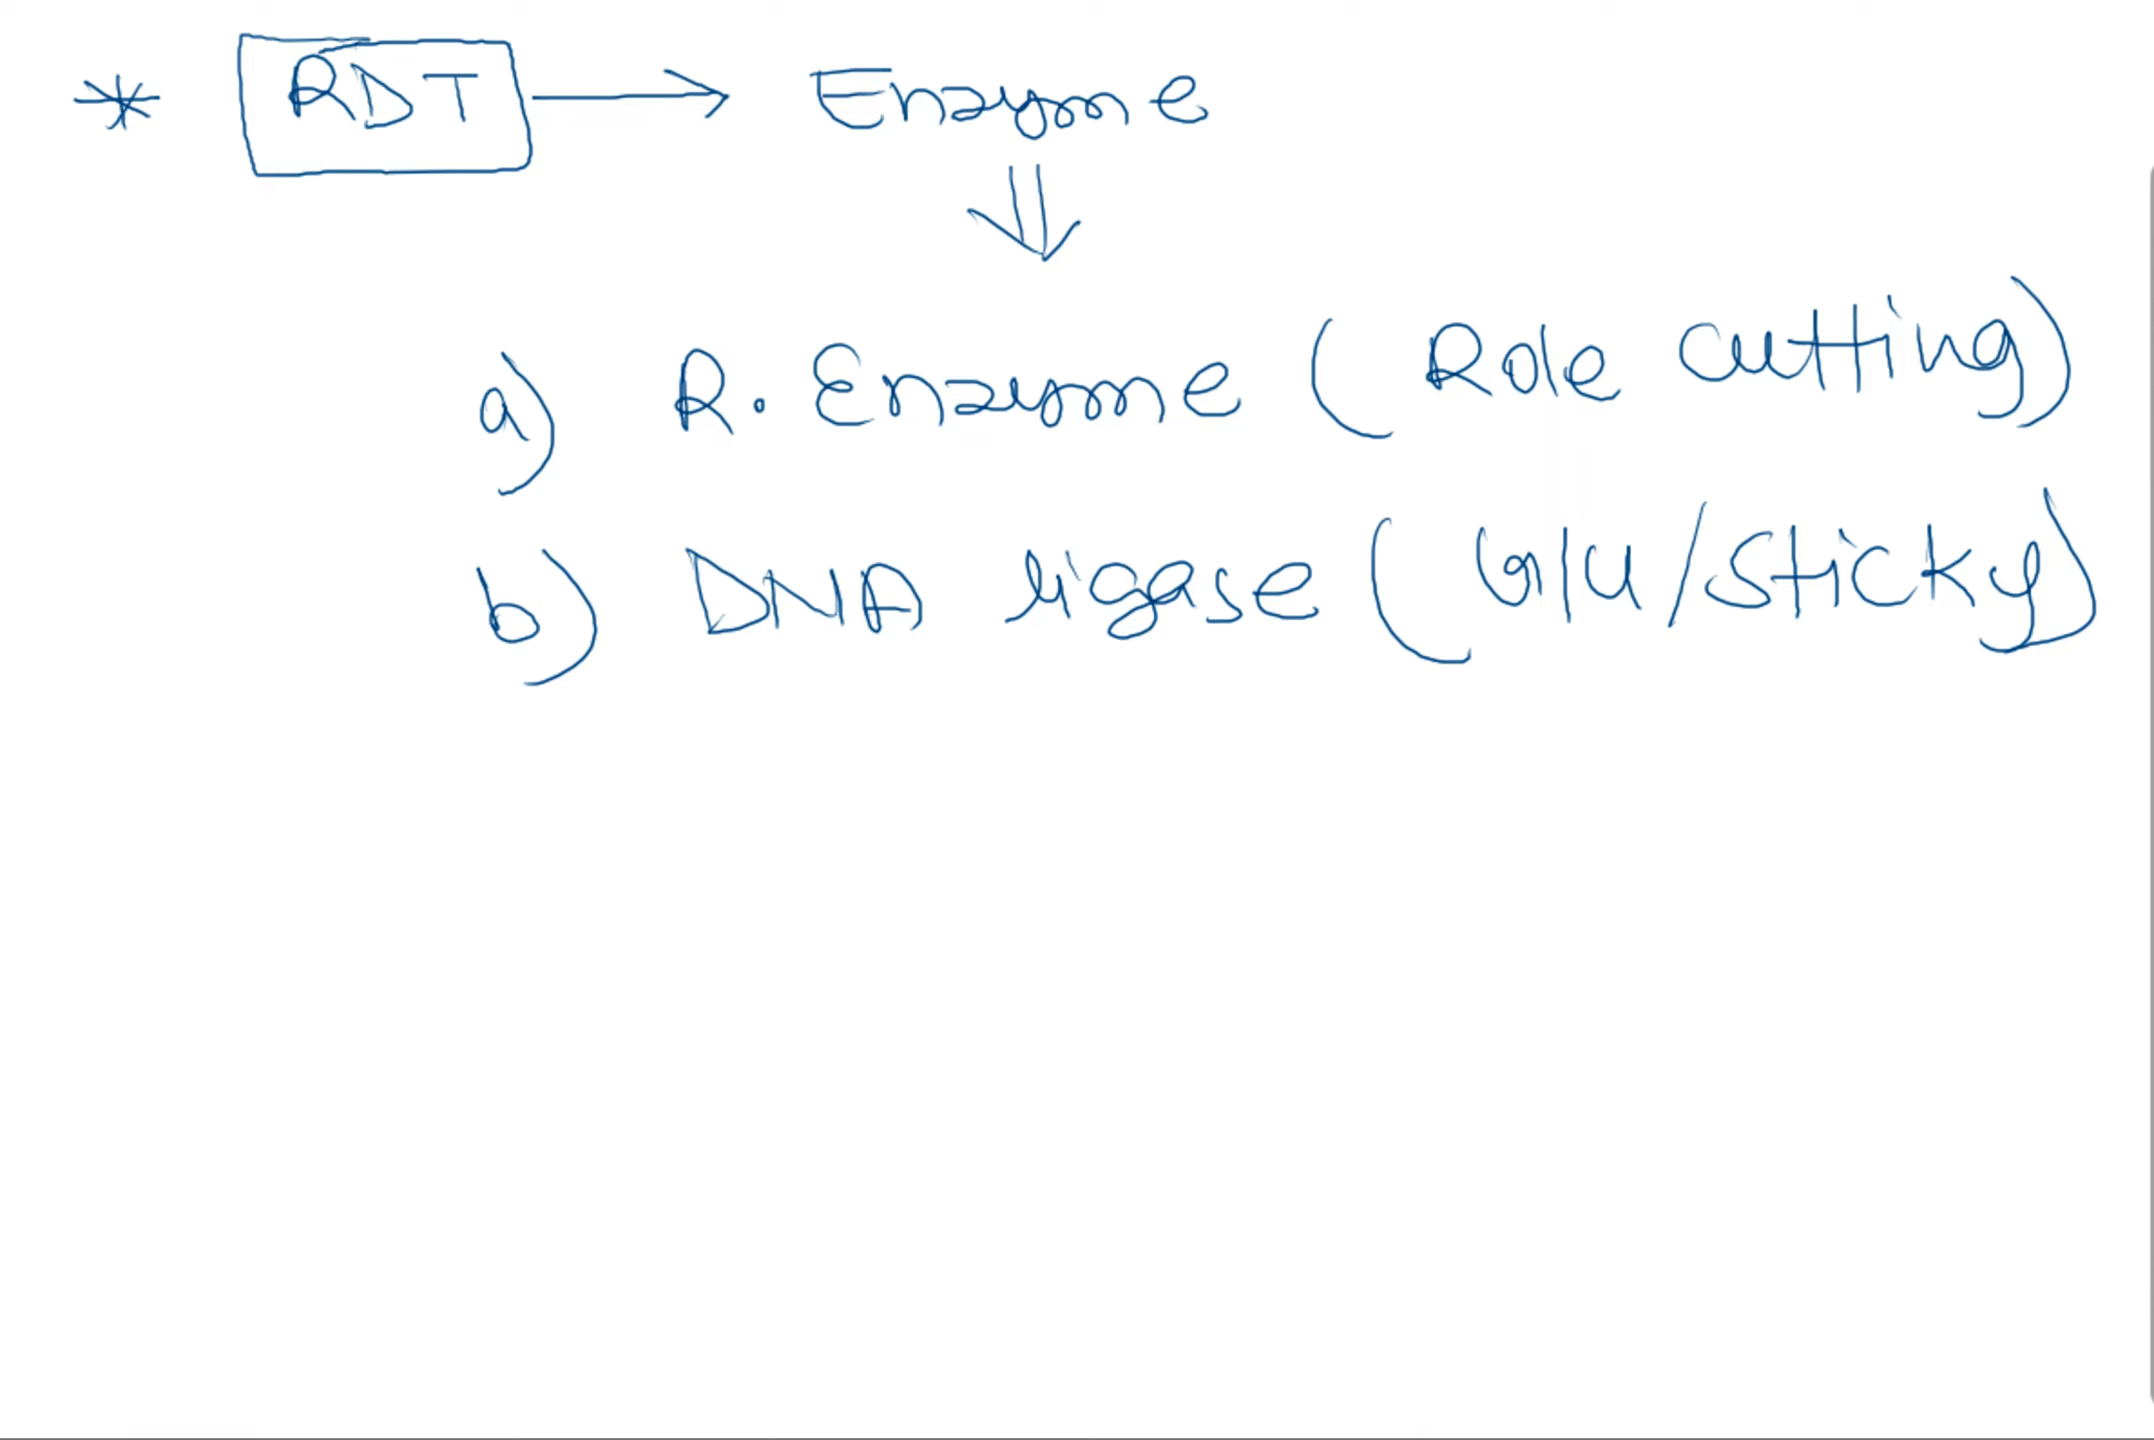 * RDT → Enzyme
⇓
a) R. Enzyme ( Role cutting)
b) DNA ligase ( Glu/sticky)